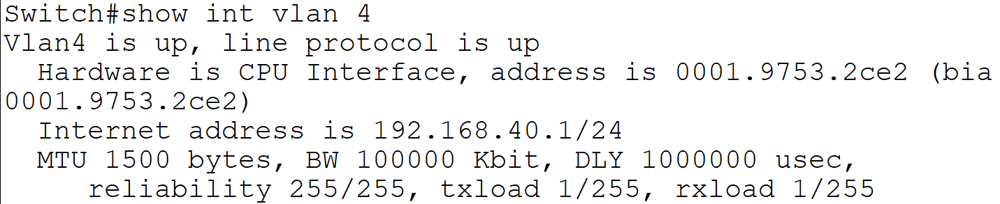 Switch#show int vlan 4
Vlan4 is up, line protocol is up
  Hardware is CPU Interface, address is 0001.9753.2ce2 (bia
0001.9753.2ce2)
  Internet address is 192.168.40.1/24
  MTU 1500 bytes, BW 100000 Kbit, DLY 1000000 usec,
     reliability 255/255, txload 1/255, rxload 1/255